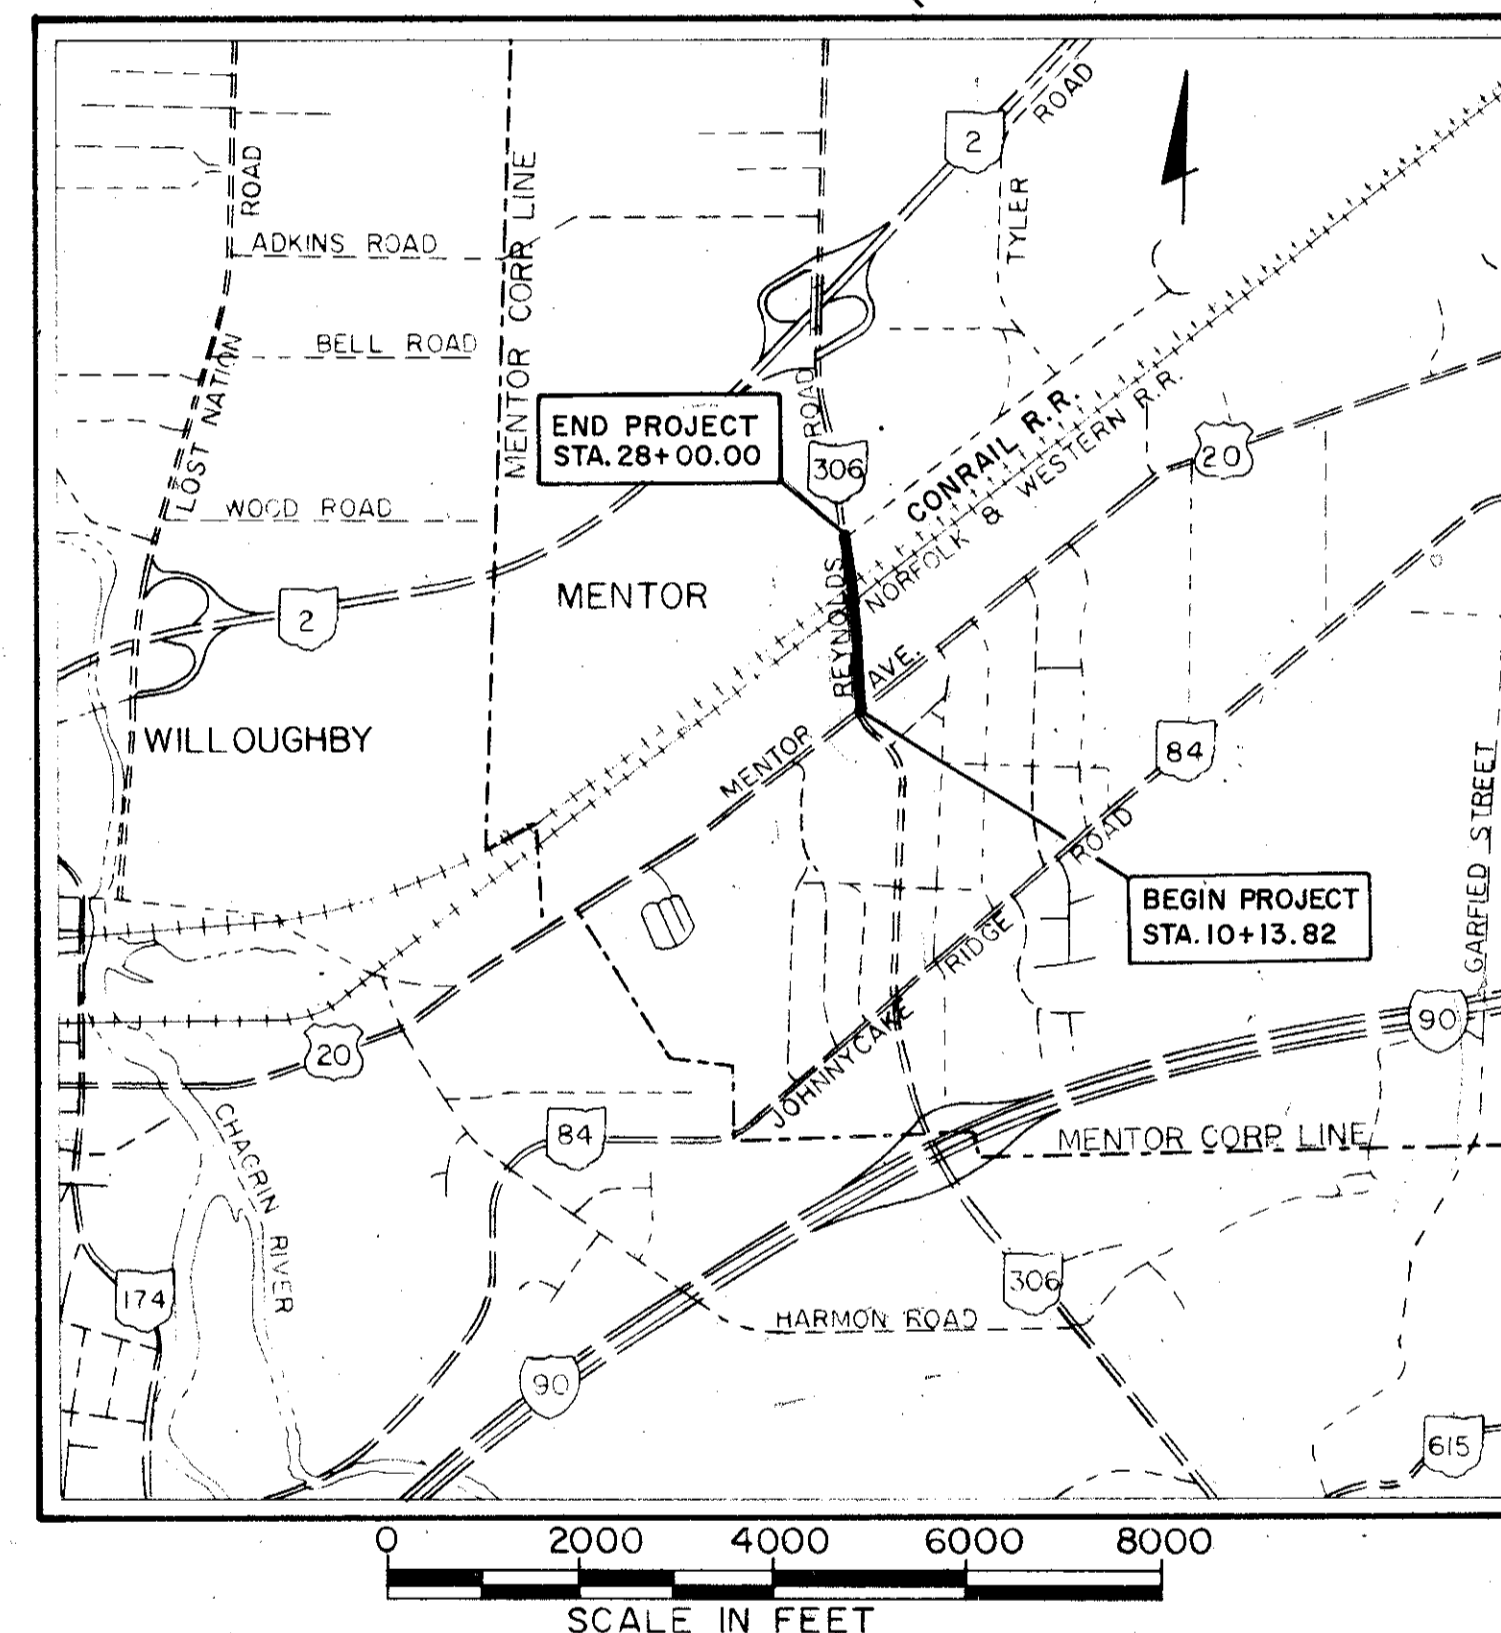 ROAD
2
ROAD
MENTOR CORP. LINE
TYLER
ADKINS ROAD
BELL ROAD
LOST NATION
ROAD
END PROJECT
STA. 28+00.00
306
CONRAIL R.R.
NORFOLK & WESTERN R.R.
20
WOOD ROAD
2
MENTOR
REYNOLDS
MENTOR AVE.
WILLOUGHBY
84
ROAD
BEGIN PROJECT
STA. 10+13.82
GARFIED STREET
JOHNNYCAKE RIDGE
90
20
CHAGRIN RIVER
84
MENTOR CORP. LINE
174
306
HARMON ROAD
90
615
0 2000 4000 6000 8000
SCALE IN FEET